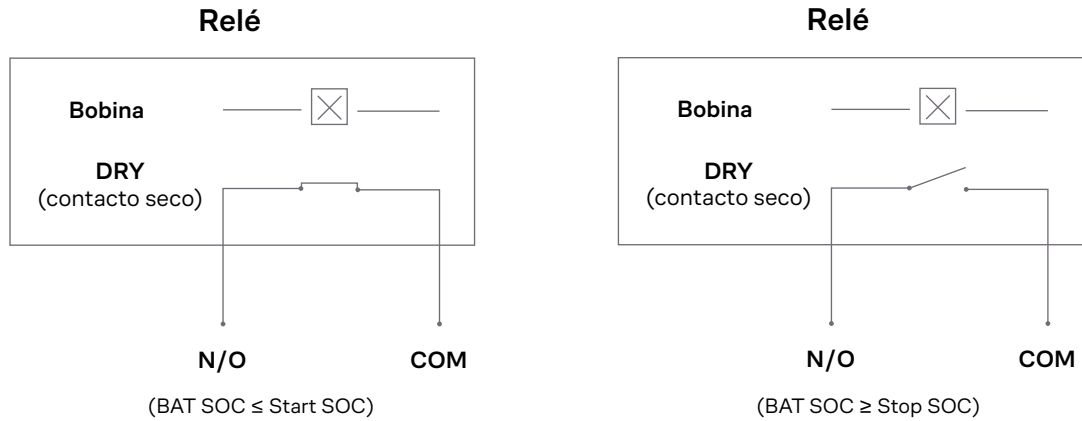 Relé
Bobina
DRY
(contacto seco)
N/O
COM
(BAT SOC ≤ Start SOC)
Relé
Bobina
DRY
(contacto seco)
N/O
COM
(BAT SOC ≥ Stop SOC)